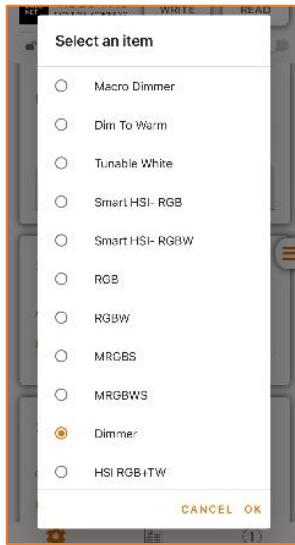 WRITE
READ
Select an item
Macro Dimmer
Dim To Warm
Tunable White
Smart HSI- RGB
Smart HSI- RGBW
RGB
RGBW
MRGBS
MRGBWS
Dimmer
HSI RGB+TW
CANCEL OK